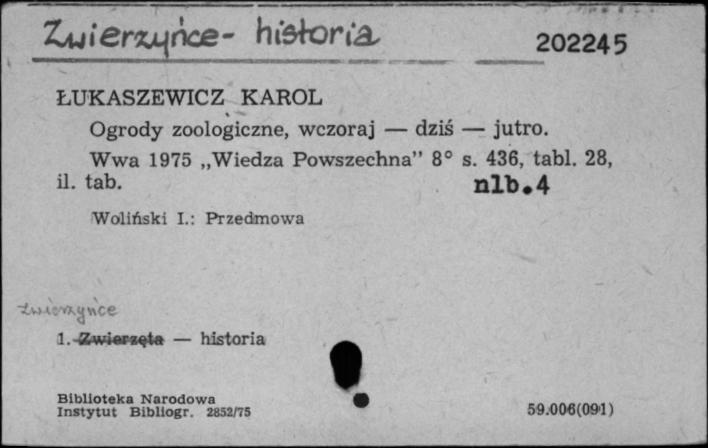 Zwierzyńce - historia
202245
ŁUKASZEWICZ KAROL
Ogrody zoologiczne, wczoraj — dziś — jutro.
Wwa 1975 „Wiedza Powszechna” 8° s. 436, tabl. 28,
il. tab. nlb.4
Woliński I.: Przedmowa
zwierzyńce
1. Zwierzęta — historia
Biblioteka Narodowa
Instytut Bibliogr. 2852/75
59.006(091)